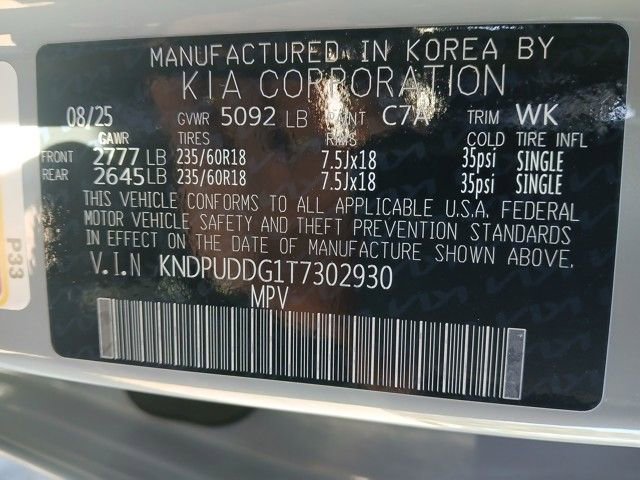 MANUFACTURED IN KOREA BY
KIA CORPORATION
08/25 GVWR 5092 LB PAINT C7A TRIM WK
GAWR TIRES RIMS COLD TIRE INFL
FRONT 2777 LB 235/60R18 7.5Jx18 35psi SINGLE
REAR 2645 LB 235/60R18 7.5Jx18 35psi SINGLE
THIS VEHICLE CONFORMS TO ALL APPLICABLE U.S.A. FEDERAL
MOTOR VEHICLE SAFETY AND THEFT PREVENTION STANDARDS
IN EFFECT ON THE DATE OF MANUFACTURE SHOWN ABOVE.
V.I.N KNDPUDDG1T7302930
MPV
P33